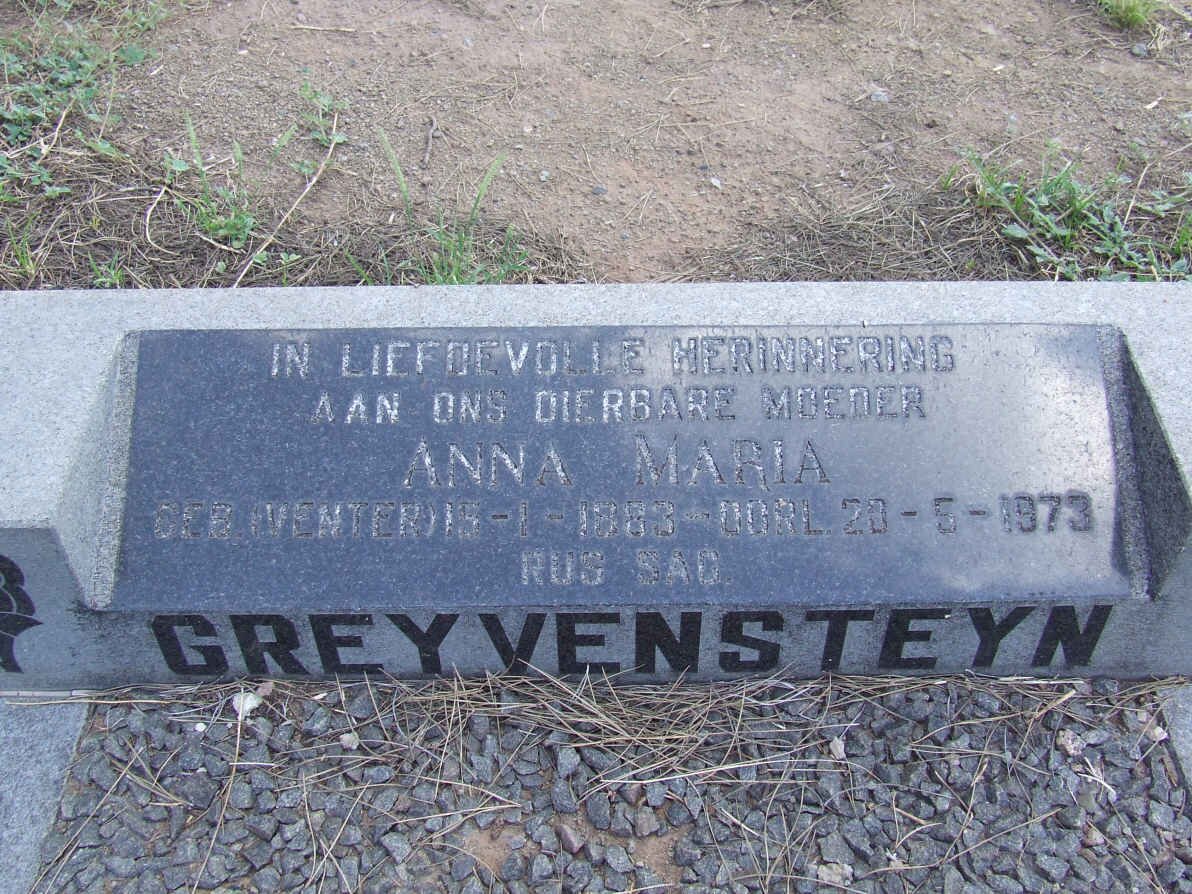 IN LIEFDEVOLLE HERINNERING
AAN ONS DIERBARE MOEDER
ANNA MARIA
GEB. (VENTER) 15-1-1883-OORL. 28-5-1973
RUS SAG.
GREYVENSTEYN